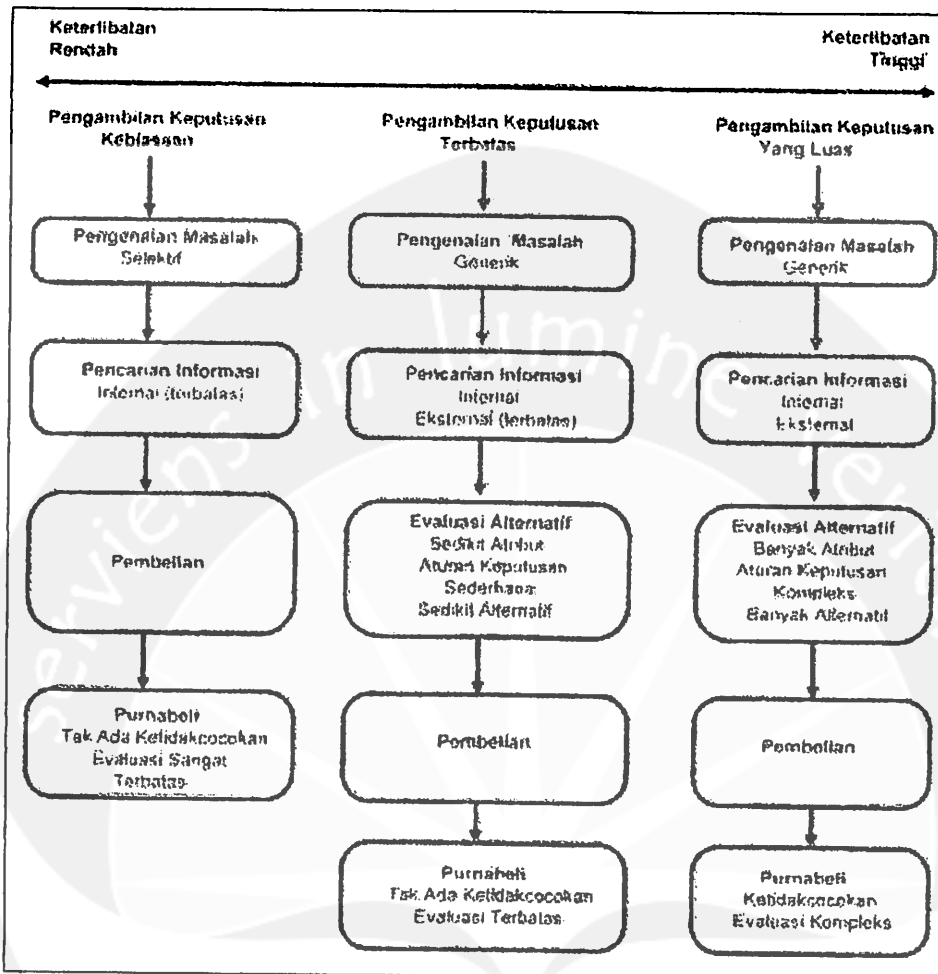 Keterlibatan
Rendah
Keterlibatan
Tinggi
Pengambilan Keputusan
Kebiasaan
Pengenalan Masalah
Selektif
Pencarian Informasi
Internal (terbatas)
Pembelian
Purnabeli
Tak Ada Ketidakcocokan
Evaluasi Sangat
Terbatas
Pengambilan Keputusan
Terbatas
Pengenalan Masalah
Generik
Pencarian Informasi
Internal
Eksternal (terbatas)
Evaluasi Alternatif
Sedikit Atribut
Aturan Keputusan
Sederhana
Sedikit Alternatif
Pembelian
Purnabeli
Tak Ada Ketidakcocokan
Evaluasi Terbatas
Pengambilan Keputusan
Yang Luas
Pengenalan Masalah
Generik
Pencarian Informasi
Internal
Eksternal
Evaluasi Alternatif
Banyak Atribut
Aturan Keputusan
Kompleks
Banyak Alternatif
Pembelian
Purnabeli
Ketidakcocokan
Evaluasi Kompleks
serviens in lumine